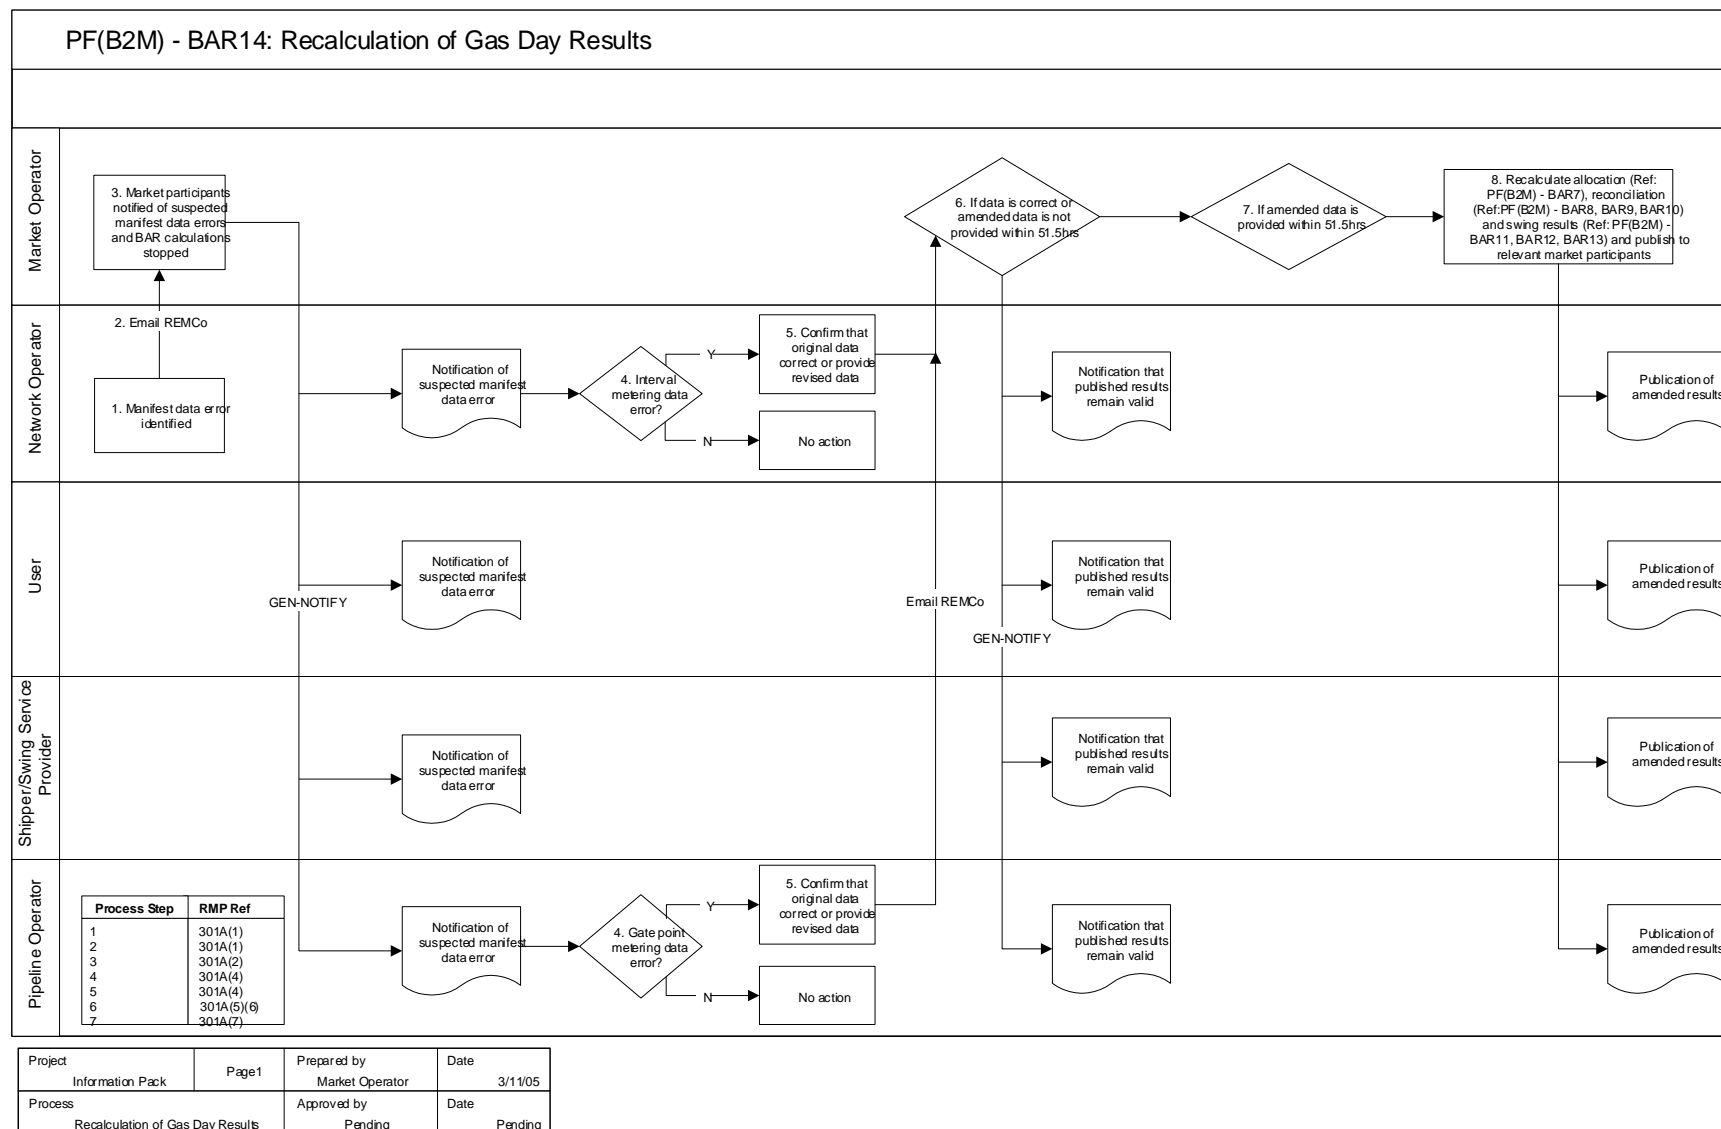 PF(B2M) - BAR14: Recalculation of Gas Day Results
Market Operator
3. Market participants
notified of suspected
manifest data errors
and BAR calculations
stopped
6. If data is correct or
amended data is not
provided within 51.5hrs
7. If amended data is
provided within 51.5hrs
8. Recalculate allocation (Ref:
PF(B2M) - BAR7), reconciliation
(Ref:PF(B2M) - BAR8, BAR9, BAR10)
and swing results (Ref: PF(B2M) -
BAR11, BAR12, BAR13) and publish to
relevant market participants
Network Operator
2. Email REMCo
1. Manifest data error
identified
Notification of
suspected manifest
data error
4. Interval
metering data
error?
Y
N
5. Confirm that
original data
correct or provide
revised data
No action
Notification that
published results
remain valid
Publication of
amended results
User
GEN-NOTIFY
Notification of
suspected manifest
data error
Email REMCo
GEN-NOTIFY
Notification that
published results
remain valid
Publication of
amended results
Shipper/Swing Service
Provider
Notification of
suspected manifest
data error
Notification that
published results
remain valid
Publication of
amended results
Pipeline Operator
Process Step RMP Ref
1 301A(1)
2 301A(1)
3 301A(2)
4 301A(4)
5 301A(4)
6 301A(5)(6)
7 301A(7)
Notification of
suspected manifest
data error
4. Gate point
metering data
error?
Y
N
5. Confirm that
original data
correct or provide
revised data
No action
Notification that
published results
remain valid
Publication of
amended results
Project
Information Pack
Page1
Prepared by
Market Operator
Date
3/11/05
Process
Recalculation of Gas Day Results
Approved by
Pending
Date
Pending